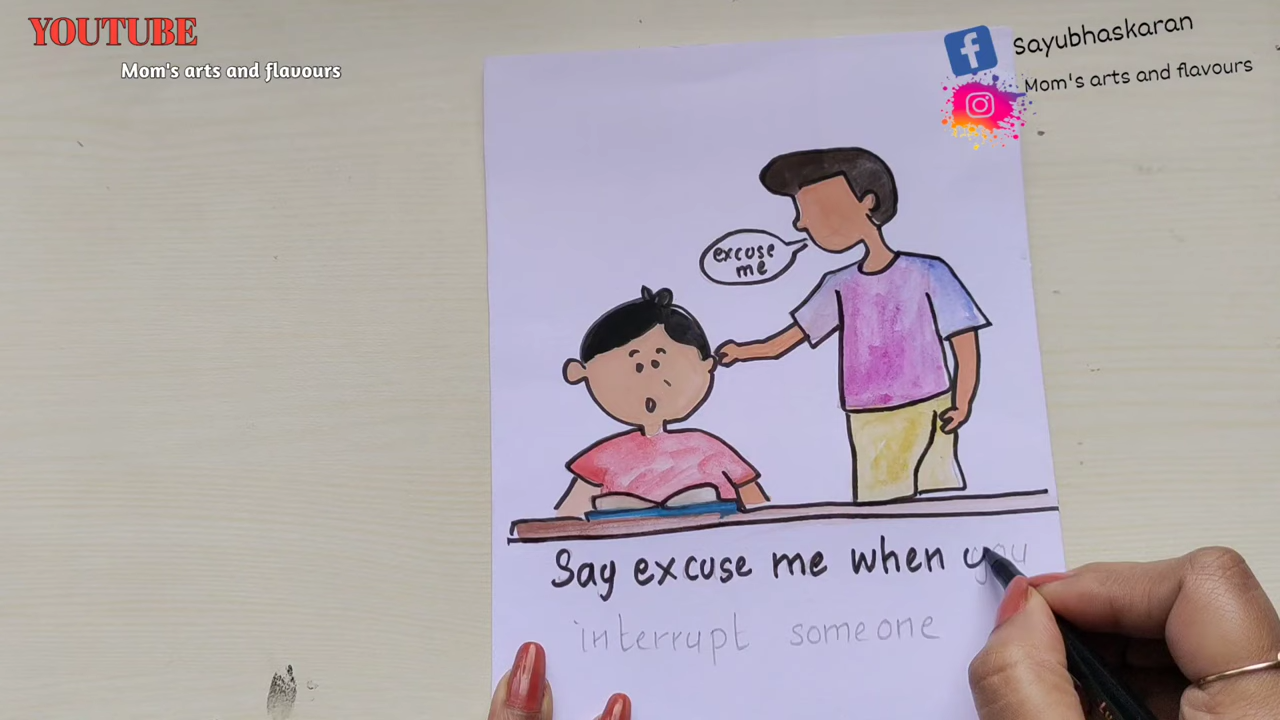 YOUTUBE
Mom's arts and flavours
sayubhaskaran
Mom's arts and flavours
excuse
me
Say excuse me when you
interrupt someone